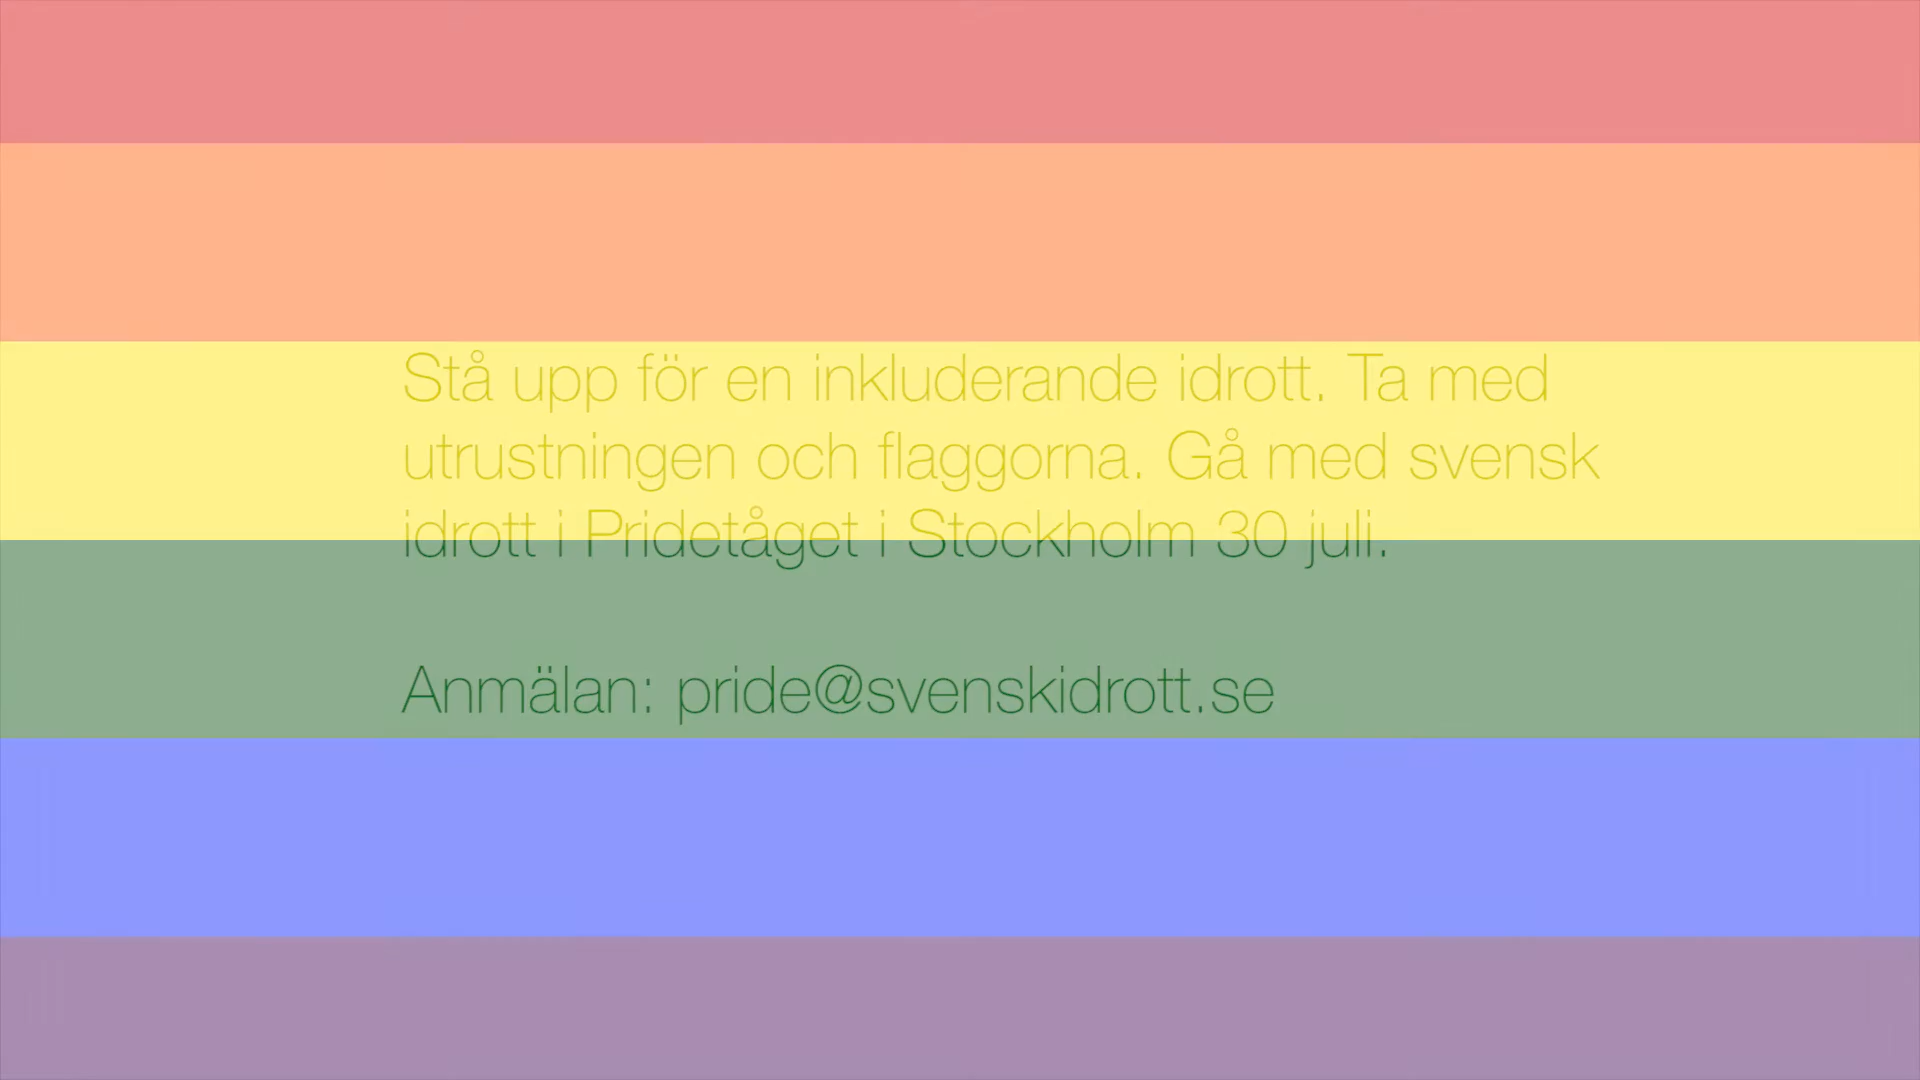 Stå upp för en inkluderande idrott. Ta med
utrustningen och flaggorna. Gå med svensk
idrott i Pridetåget i Stockholm 30 juli.
Anmälan: pride@svenskidrott.se